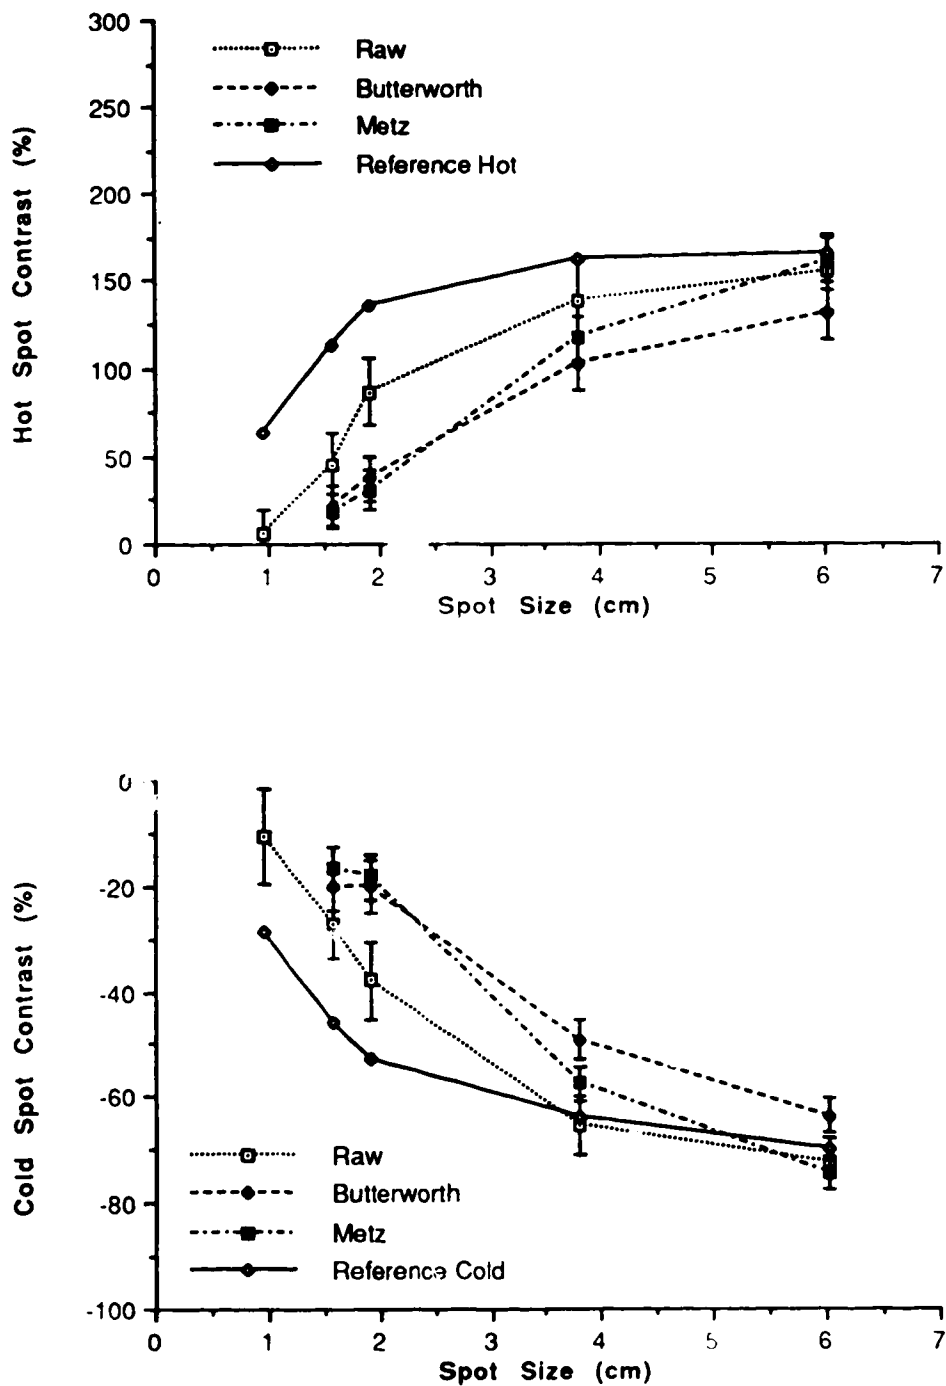 300
250
200
150
100
50
0
Hot Spot Contrast (%)
Raw
Butterworth
Metz
Reference Hot
0 1 2 3 4 5 6 7
Spot Size (cm)
0
-20
-40
-60
-80
-100
Cold Spot Contrast (%)
Raw
Butterworth
Metz
Reference Cold
0 1 2 3 4 5 6 7
Spot Size (cm)